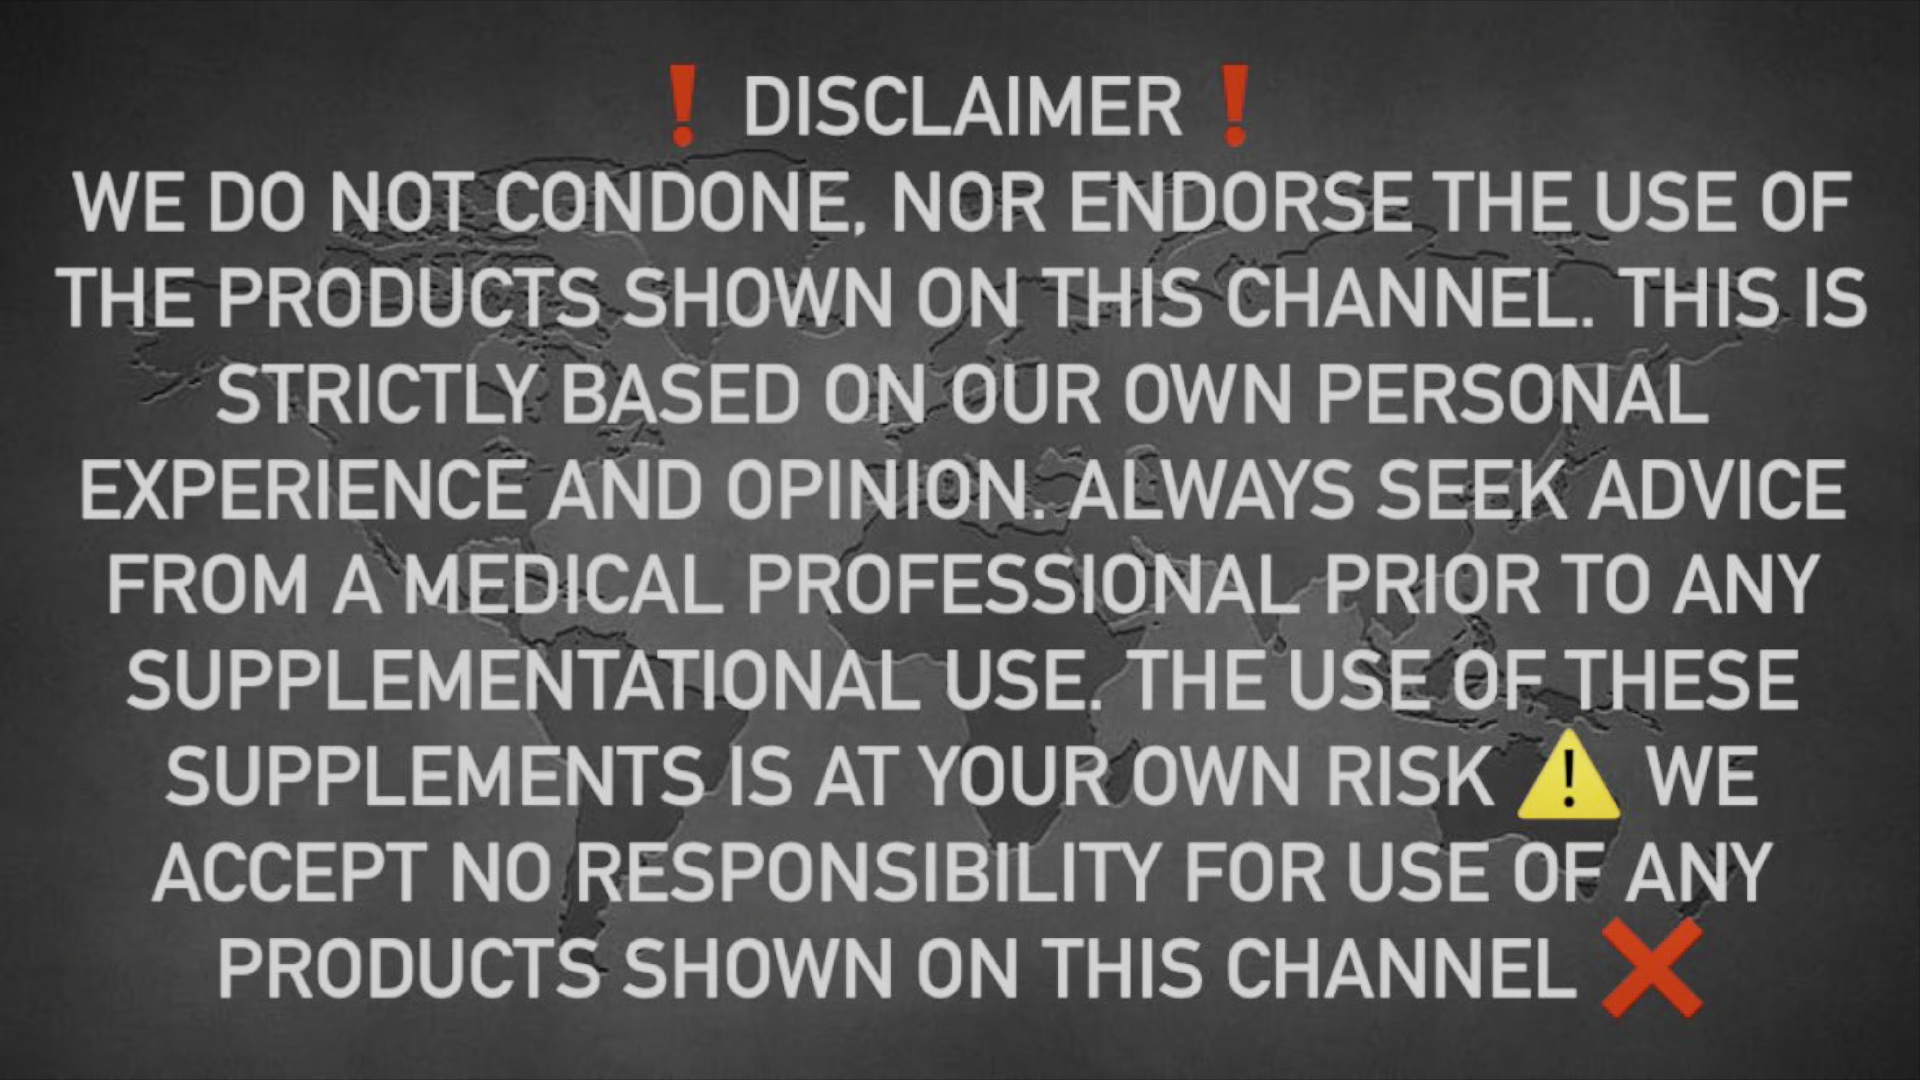 ❗ DISCLAIMER ❗
WE DO NOT CONDONE, NOR ENDORSE THE USE OF
THE PRODUCTS SHOWN ON THIS CHANNEL. THIS IS
STRICTLY BASED ON OUR OWN PERSONAL
EXPERIENCE AND OPINION. ALWAYS SEEK ADVICE
FROM A MEDICAL PROFESSIONAL PRIOR TO ANY
SUPPLEMENTATIONAL USE. THE USE OF THESE
SUPPLEMENTS IS AT YOUR OWN RISK ⚠️ WE
ACCEPT NO RESPONSIBILITY FOR USE OF ANY
PRODUCTS SHOWN ON THIS CHANNEL ❌